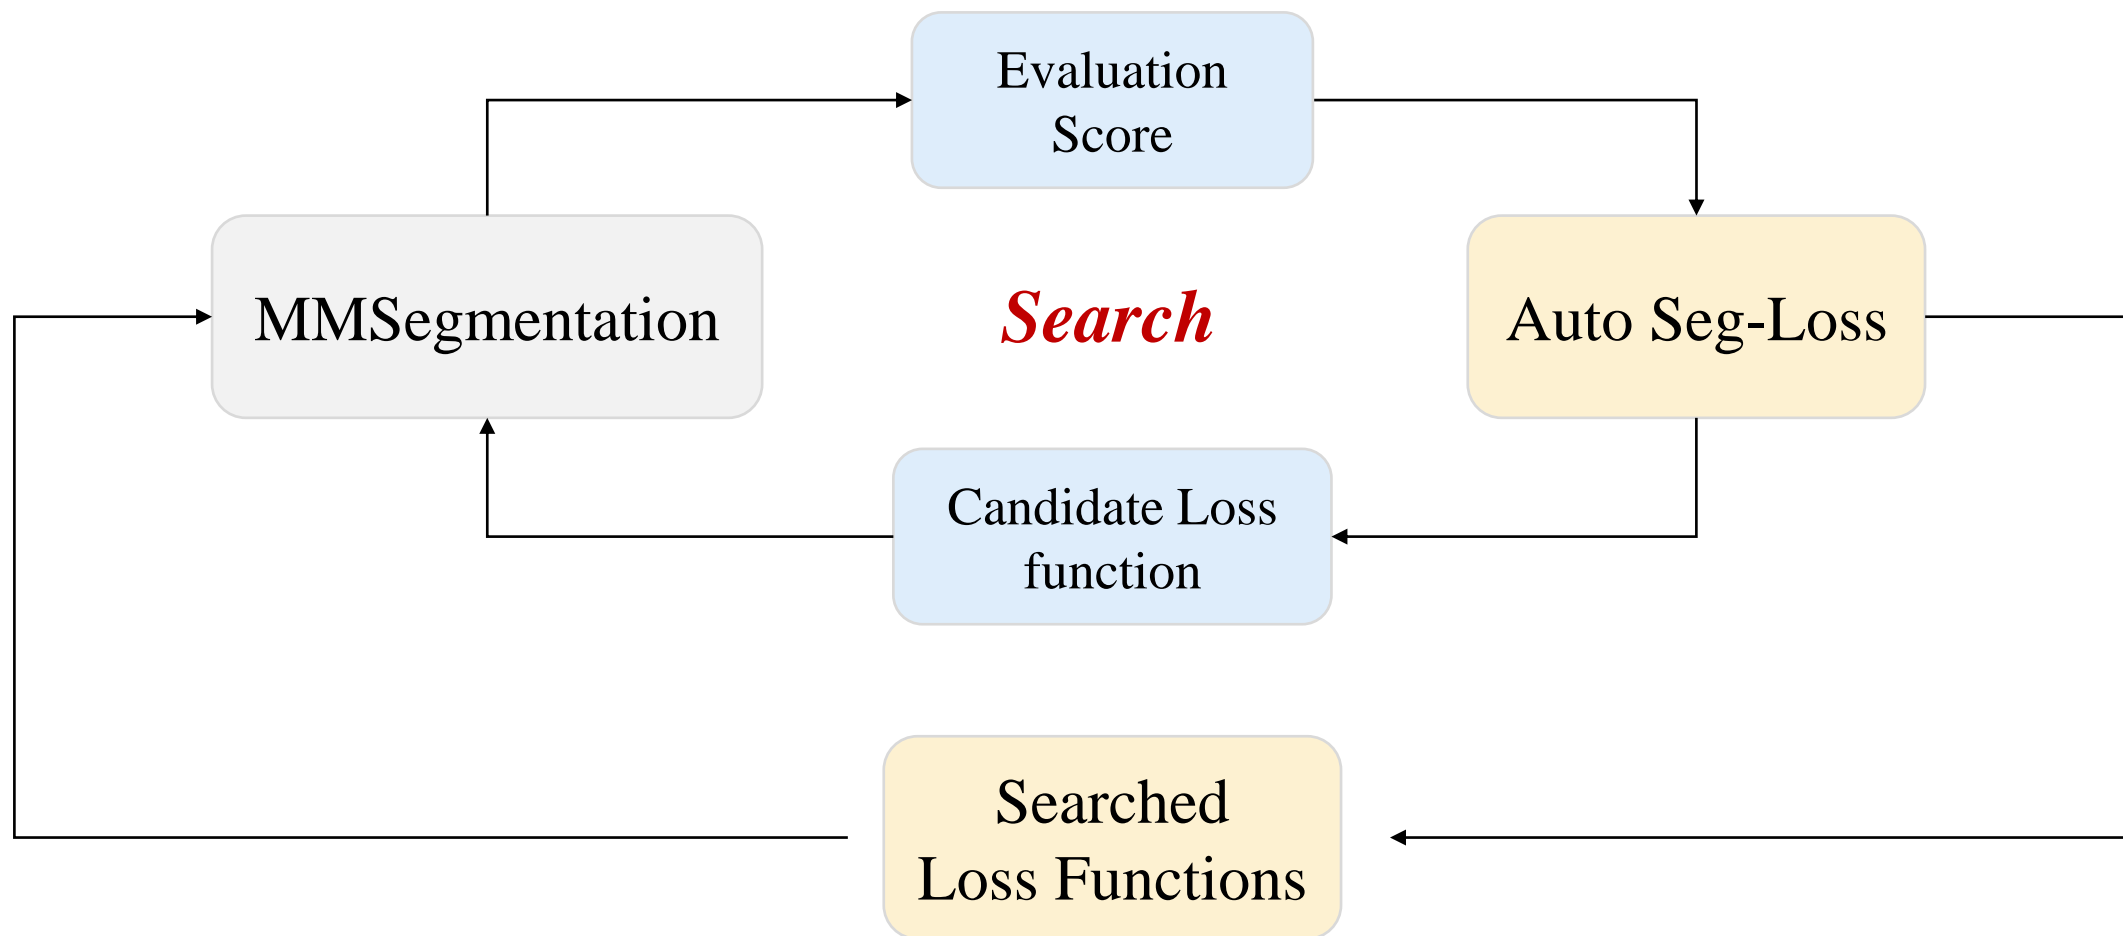 Evaluation
Score
MMSegmentation
Search
Auto Seg-Loss
Candidate Loss
function
Searched
Loss Functions